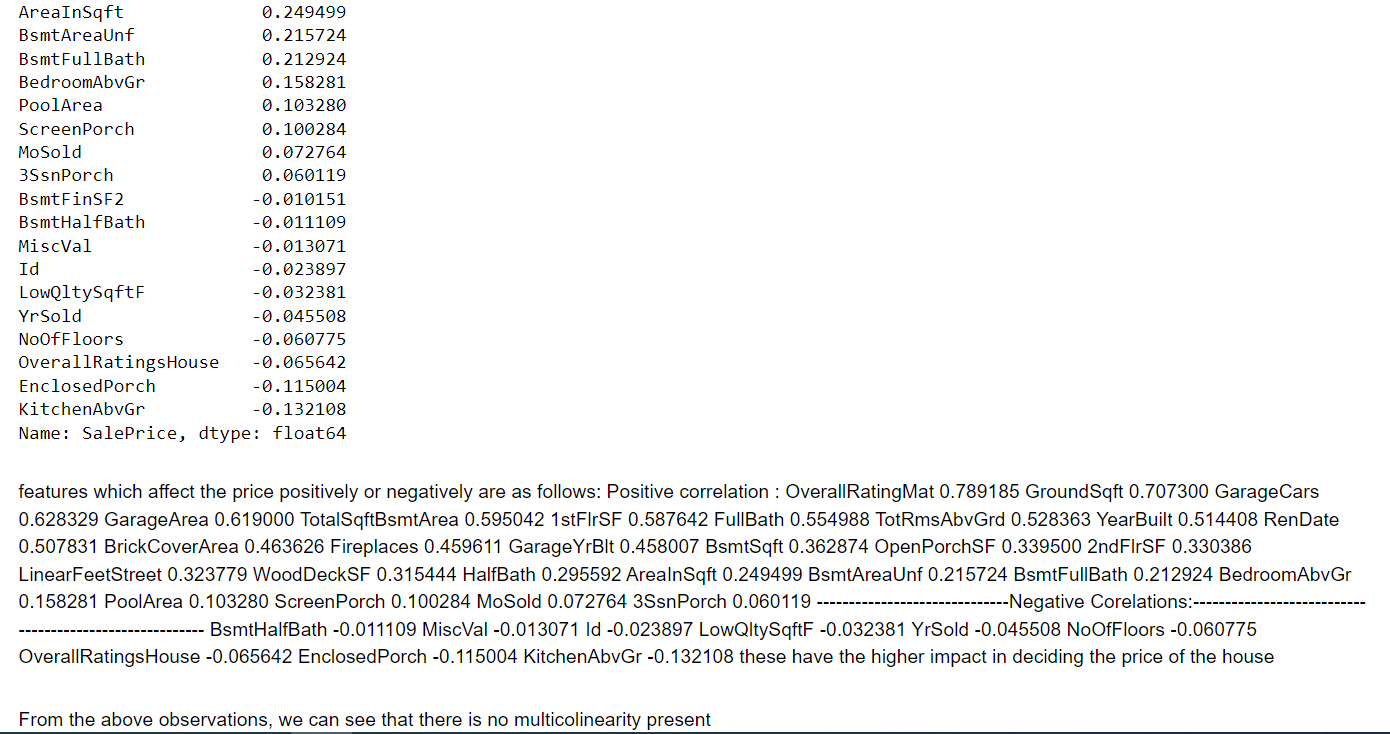 AreaInSqft 0.249499
BsmtAreaUnf 0.215724
BsmtFullBath 0.212924
BedroomAbvGr 0.158281
PoolArea 0.103280
ScreenPorch 0.100284
MoSold 0.072764
3SsnPorch 0.060119
BsmtFinSF2 -0.010151
BsmtHalfBath -0.011109
MiscVal -0.013071
Id -0.023897
LowQltySqftF -0.032381
YrSold -0.045508
NoOfFloors -0.060775
OverallRatingsHouse -0.065642
EnclosedPorch -0.115004
KitchenAbvGr -0.132108
Name: SalePrice, dtype: float64
features which affect the price positively or negatively are as follows: Positive correlation : OverallRatingMat 0.789185 GroundSqft 0.707300 GarageCars
0.628329 GarageArea 0.619000 TotalSqftBsmtArea 0.595042 1stFlrSF 0.587642 FullBath 0.554988 TotRmsAbvGrd 0.528363 YearBuilt 0.514408 RenDate
0.507831 BrickCoverArea 0.463626 Fireplaces 0.459611 GarageYrBlt 0.458007 BsmtSqft 0.362874 OpenPorchSF 0.339500 2ndFlrSF 0.330386
LinearFeetStreet 0.323779 WoodDeckSF 0.315444 HalfBath 0.295592 AreaInSqft 0.249499 BsmtAreaUnf 0.215724 BsmtFullBath 0.212924 BedroomAbvGr
0.158281 PoolArea 0.103280 ScreenPorch 0.100284 MoSold 0.072764 3SsnPorch 0.060119 ------------------------------Negative Corelations:---------------------------
----------------------------- BsmtHalfBath -0.011109 MiscVal -0.013071 Id -0.023897 LowQltySqftF -0.032381 YrSold -0.045508 NoOfFloors -0.060775
OverallRatingsHouse -0.065642 EnclosedPorch -0.115004 KitchenAbvGr -0.132108 these have the higher impact in deciding the price of the house
From the above observations, we can see that there is no multicolinearity present